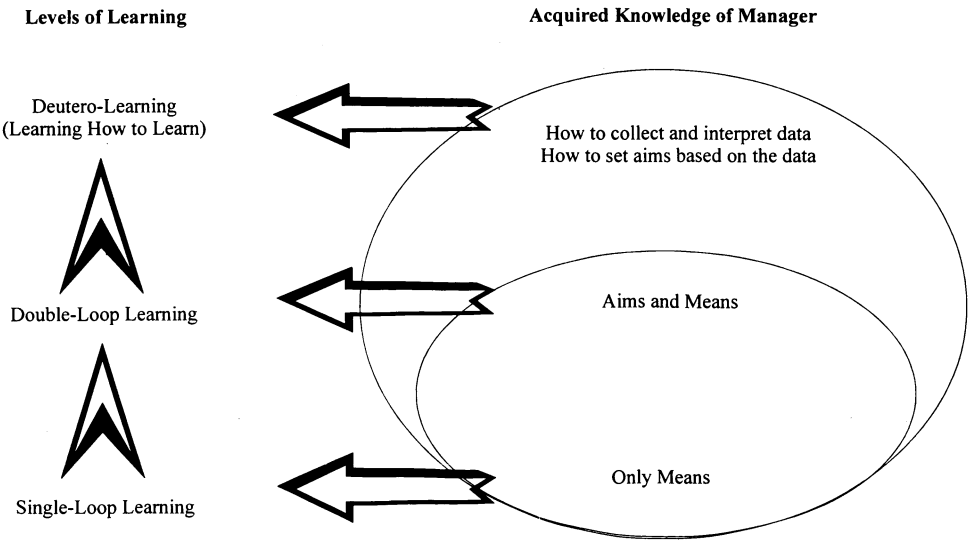 Levels of Learning
Acquired Knowledge of Manager
Deutero-Learning
(Learning How to Learn)
How to collect and interpret data
How to set aims based on the data
Double-Loop Learning
Aims and Means
Single-Loop Learning
Only Means